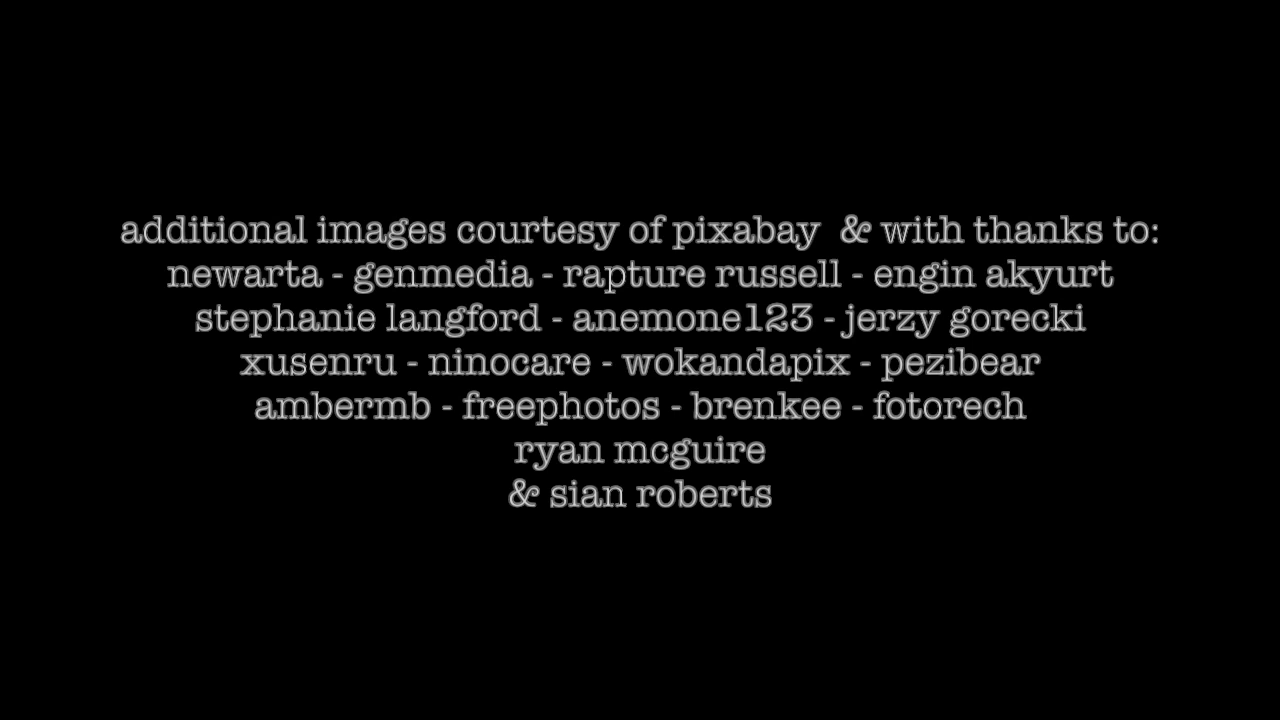 additional images courtesy of pixabay  & with thanks to:
newarta - genmedia - rapture russell - engin akyurt
stephanie langford - anemone123 - jerzy gorecki
xusenru - ninocare - wokandapix - pezibear
ambermb - freephotos - brenkee - fotorech
ryan mcguire
& sian roberts